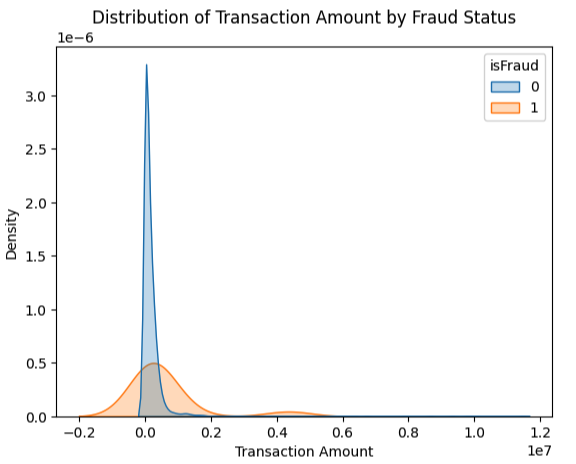 Distribution of Transaction Amount by Fraud Status
1e−6
isFraud
0
1
3.0
2.5
2.0
1.5
1.0
0.5
0.0
Density
−0.2 0.0 0.2 0.4 0.6 0.8 1.0 1.2
1e7
Transaction Amount